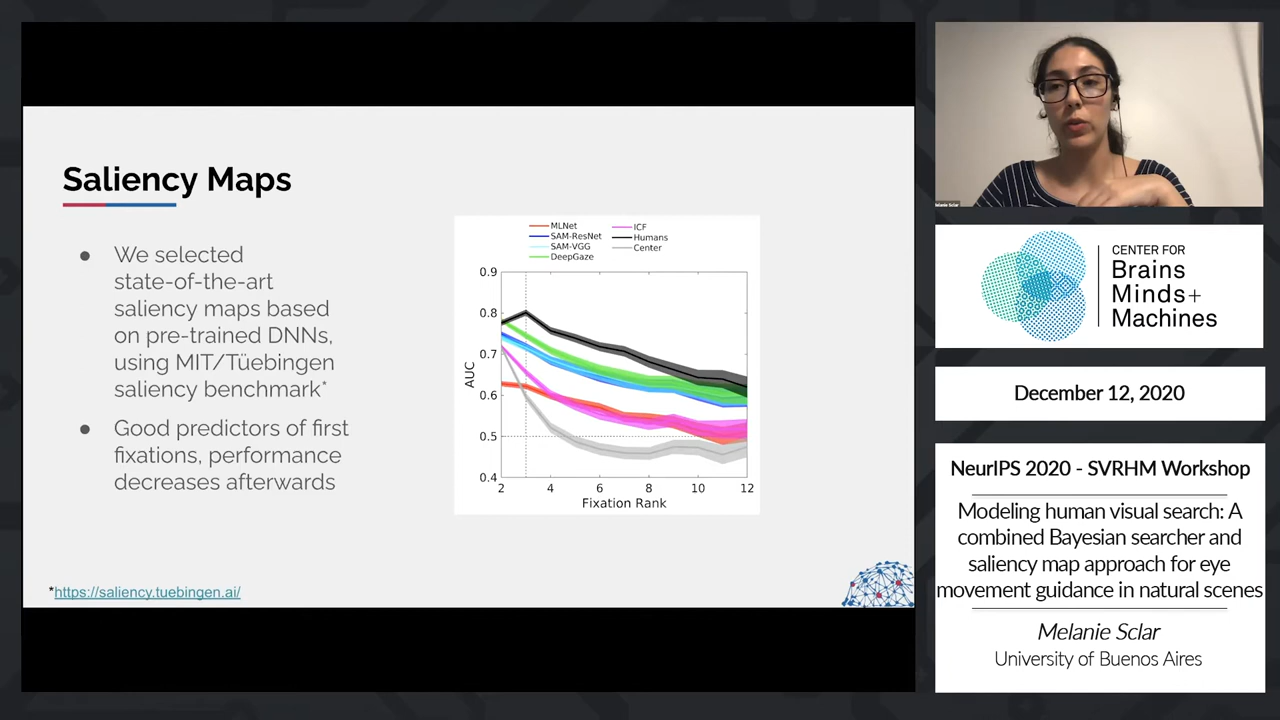 Saliency Maps
● We selected
state-of-the-art
saliency maps based
on pre-trained DNNs,
using MIT/Tüebingen
saliency benchmark*
● Good predictors of first
fixations, performance
decreases afterwards
*https://saliency.tuebingen.ai/
MLNet
SAM-ResNet
SAM-VGG
DeepGaze
ICF
Humans
Center
0.9
0.8
0.7
0.6
0.5
0.4
AUC
2 4 6 8 10 12
Fixation Rank
Melanie Sclar
CENTER FOR
Brains
Minds+
Machines
December 12, 2020
NeurIPS 2020 - SVRHM Workshop
Modeling human visual search: A
combined Bayesian searcher and
saliency map approach for eye
movement guidance in natural scenes
Melanie Sclar
University of Buenos Aires